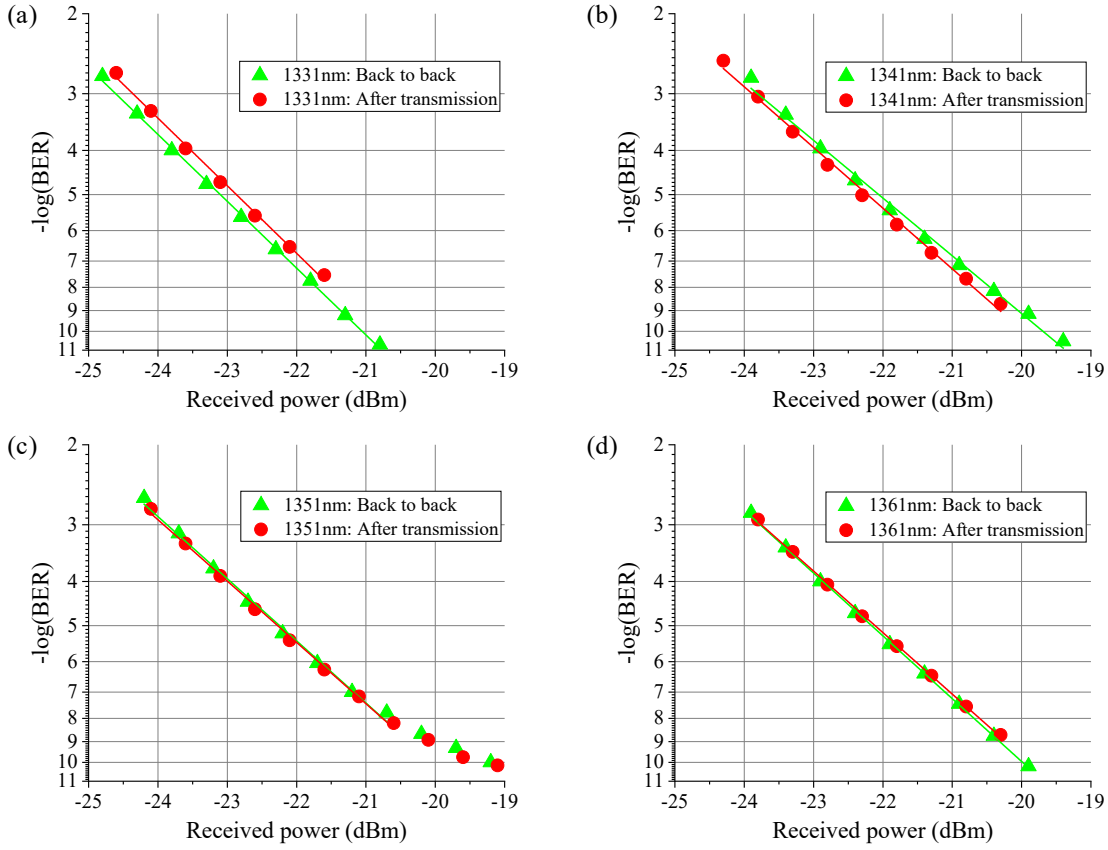 (a)
2
3
4
5
6
7
8
9
10
11
-log(BER)
1331nm: Back to back
1331nm: After transmission
-25 -24 -23 -22 -21 -20 -19
Received power (dBm)
(b)
2
3
4
5
6
7
8
9
10
11
-log(BER)
1341nm: Back to back
1341nm: After transmission
-25 -24 -23 -22 -21 -20 -19
Received power (dBm)
(c)
2
3
4
5
6
7
8
9
10
11
-log(BER)
1351nm: Back to back
1351nm: After transmission
-25 -24 -23 -22 -21 -20 -19
Received power (dBm)
(d)
2
3
4
5
6
7
8
9
10
11
-log(BER)
1361nm: Back to back
1361nm: After transmission
-25 -24 -23 -22 -21 -20 -19
Received power (dBm)